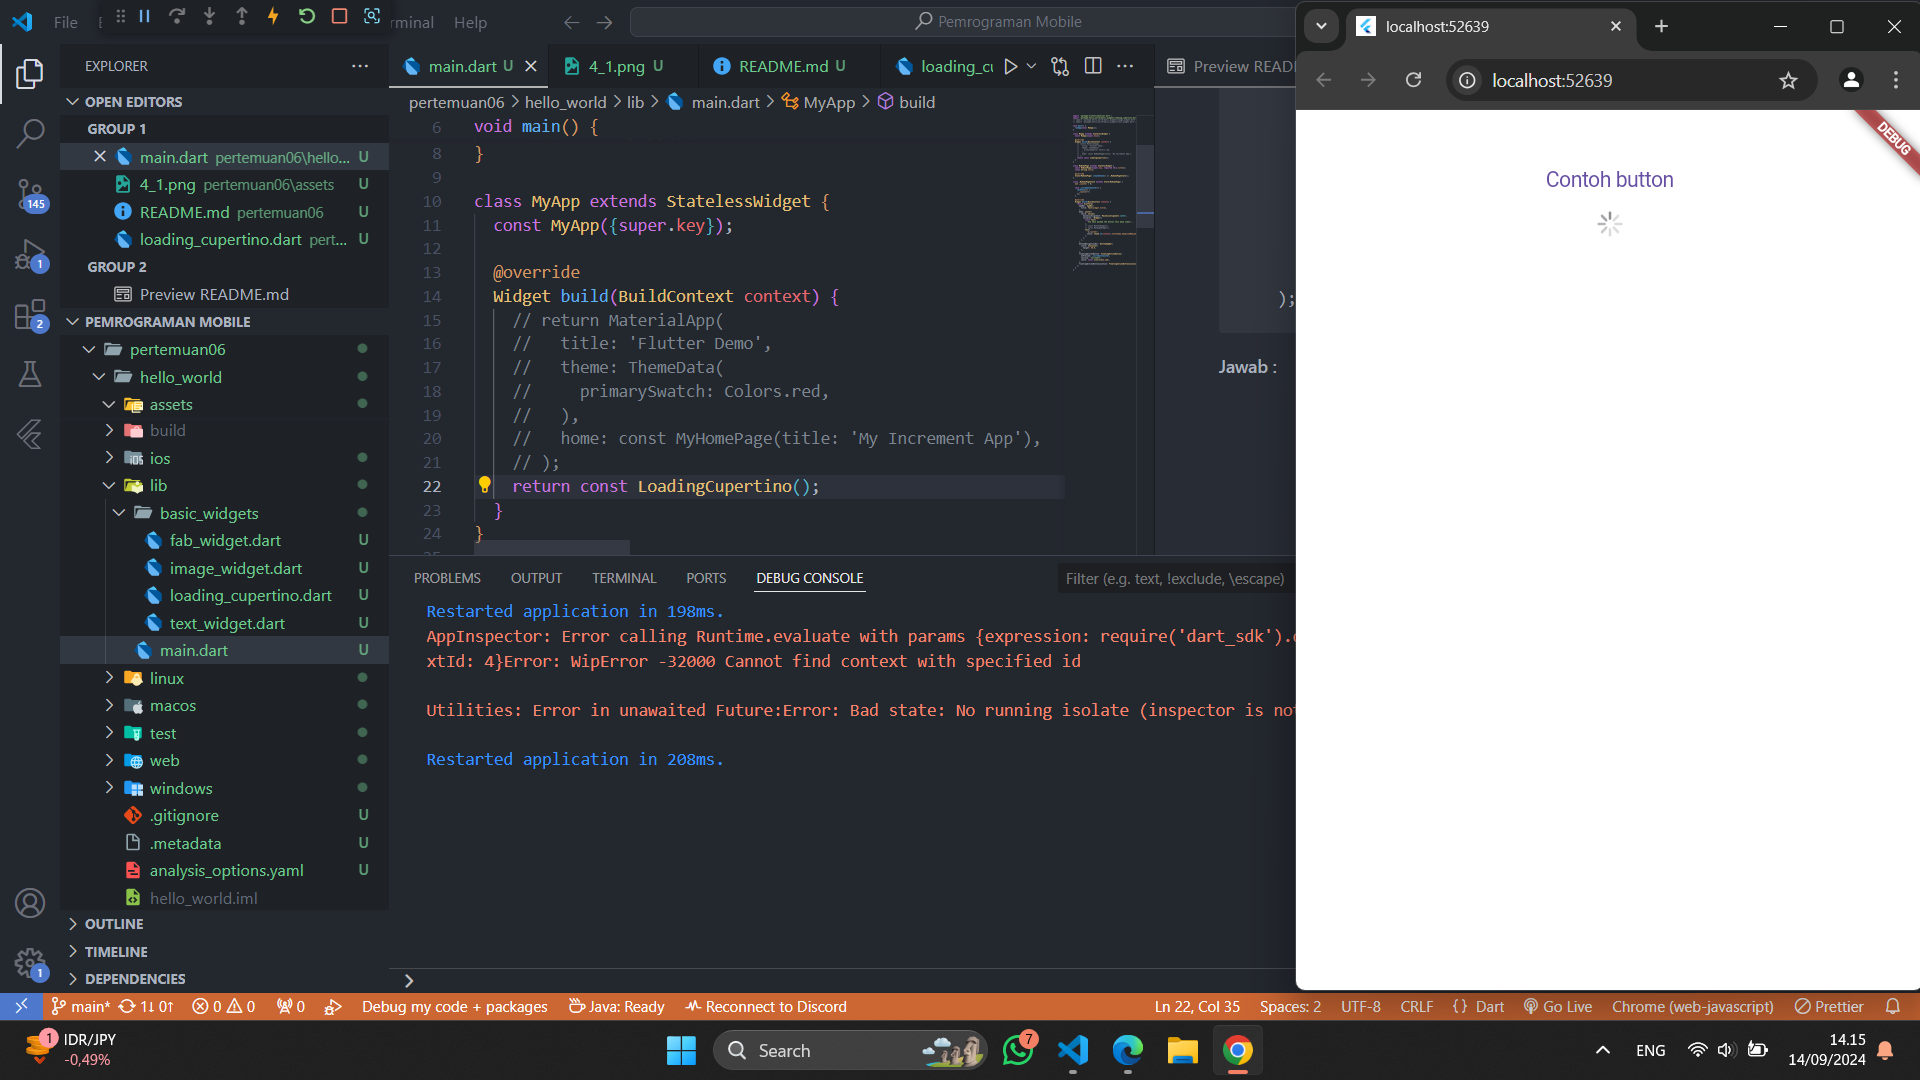 File
rminal
Help
Pemrograman Mobile
EXPLORER
OPEN EDITORS
GROUP 1
main.dart pertemuan06\hello... U
4_1.png pertemuan06\assets U
README.md pertemuan06 U
loading_cupertino.dart pert... U
GROUP 2
Preview README.md
PEMROGRAMAN MOBILE
pertemuan06
hello_world
assets
build
ios
lib
basic_widgets
fab_widget.dart U
image_widget.dart U
loading_cupertino.dart U
text_widget.dart U
main.dart U
linux
macos
test
web
windows
.gitignore U
.metadata U
analysis_options.yaml U
hello_world.iml
OUTLINE
TIMELINE
DEPENDENCIES
145
1
2
1
main.dart U
4_1.png U
README.md U
loading_cu
Preview READ
pertemuan06 > hello_world > lib > main.dart > MyApp > build
6 void main() {
8 }
9
10 class MyApp extends StatelessWidget {
11 const MyApp({super.key});
12
13 @override
14 Widget build(BuildContext context) {
15 // return MaterialApp(
16 // title: 'Flutter Demo',
17 // theme: ThemeData(
18 // primarySwatch: Colors.red,
19 // ),
20 // home: const MyHomePage(title: 'My Increment App'),
21 // );
22 return const LoadingCupertino();
23 }
24 }
);
Jawab :
PROBLEMS OUTPUT TERMINAL PORTS DEBUG CONSOLE
Filter (e.g. text, !exclude, \escape)
Restarted application in 198ms.
AppInspector: Error calling Runtime.evaluate with params {expression: require('dart_sdk').
xtId: 4}Error: WipError -32000 Cannot find context with specified id
Utilities: Error in unawaited Future:Error: Bad state: No running isolate (inspector is no
Restarted application in 208ms.
localhost:52639
localhost:52639
DEBUG
Contoh button
main* 1↓ 0↑ 0 0 0 Debug my code + packages Java: Ready Reconnect to Discord Ln 22, Col 35 Spaces: 2 UTF-8 CRLF {} Dart Go Live Chrome (web-javascript) Prettier
1
IDR/JPY
-0,49%
Search
7
ENG
14.15
14/09/2024